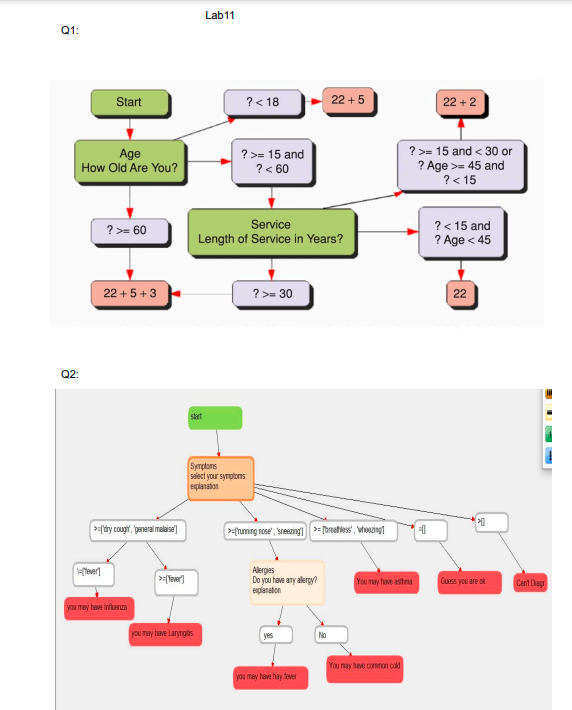 Lab11
Q1:
Start
? < 18
22 + 5
22 + 2
Age
How Old Are You?
? >= 15 and
? < 60
? >= 15 and < 30 or
? Age >= 45 and
? < 15
? >= 60
Service
Length of Service in Years?
? < 15 and
? Age < 45
22 + 5 + 3
? >= 30
22
Q2:
start
Symptoms
select your symptoms:
explanation
>=['dry cough', 'general malaise']
>=['running nose', 'sneezing']
>= ['breathless', 'wheezing']
=[]
>[]
\=['fever']
>=['fever']
Allergies
Do you have any allergy?
explanation
You may have asthma
Guess you are ok
Can't Diagr
you may have Influenza
you may have Laryngitis
yes
No
you may have hay fever
You may have common cold